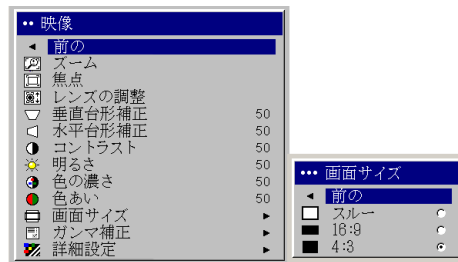 •• 映像
◂ 前の
ズーム
焦点
レンズの調整
垂直台形補正 50
水平台形補正 50
コントラスト 50
明るさ 50
色の濃さ 50
色あい 50
画面サイズ ▸
ガンマ補正 ▸
詳細設定 ▸
••• 画面サイズ
◂ 前の
スルー
16:9
4:3